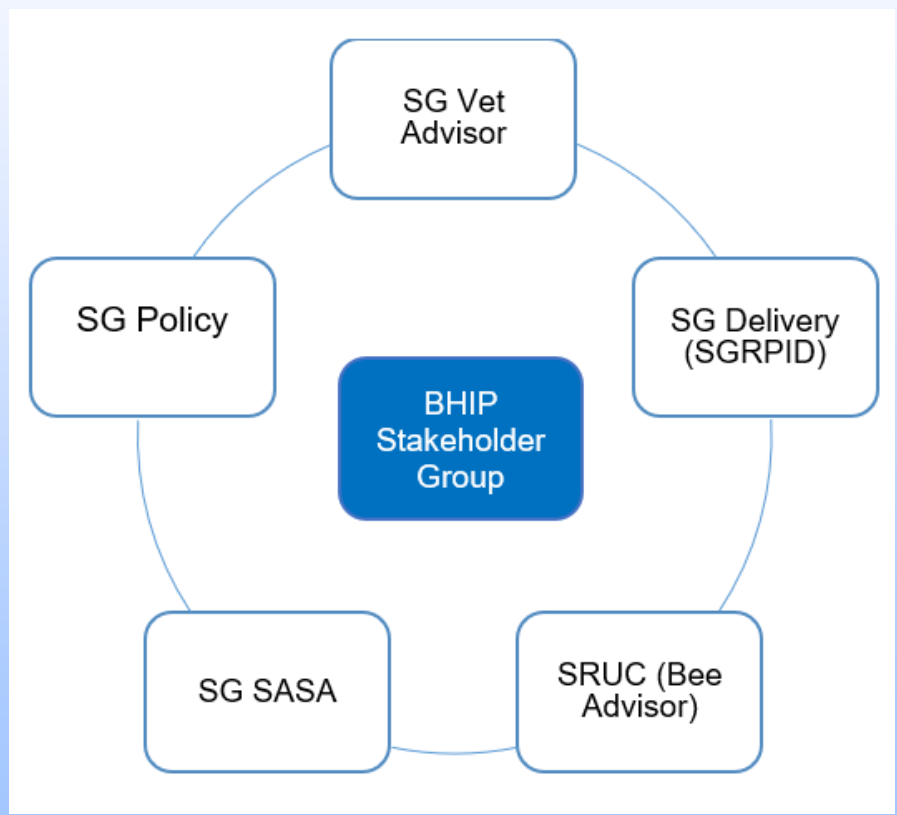 SG Vet
Advisor
SG Policy
SG Delivery
(SGRPID)
BHIP
Stakeholder
Group
SG SASA
SRUC (Bee
Advisor)